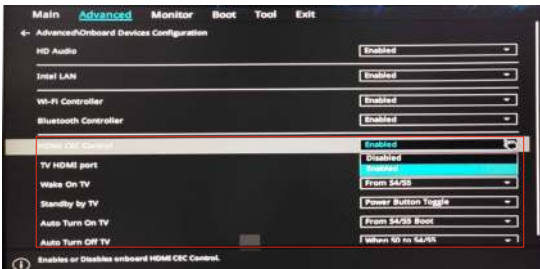 Main Advanced Monitor Boot Tool Exit
← Advanced\Onboard Devices Configuration
HD Audio Enabled
Intel LAN Enabled
Wi-Fi Controller Enabled
Bluetooth Controller Enabled
HDMI CEC Control Enabled
Disabled
Enabled
TV HDMI port
Wake On TV From S4/S5
Standby by TV Power Button Toggle
Auto Turn On TV From S4/S5 Boot
Auto Turn Off TV When S0 to S4/S5
Enables or Disables onboard HDMI CEC Control.